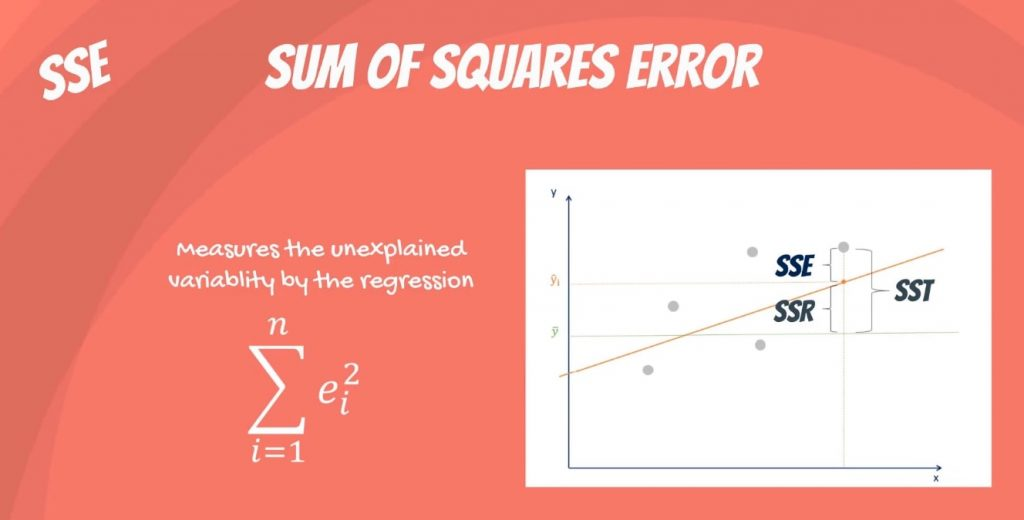 SSE
SUM OF SQUARES ERROR
Measures the unexplained
variablity by the regression
n
∑ e_i^2
i=1
y
SSE
ŷi
SSR
SST
ȳ
x